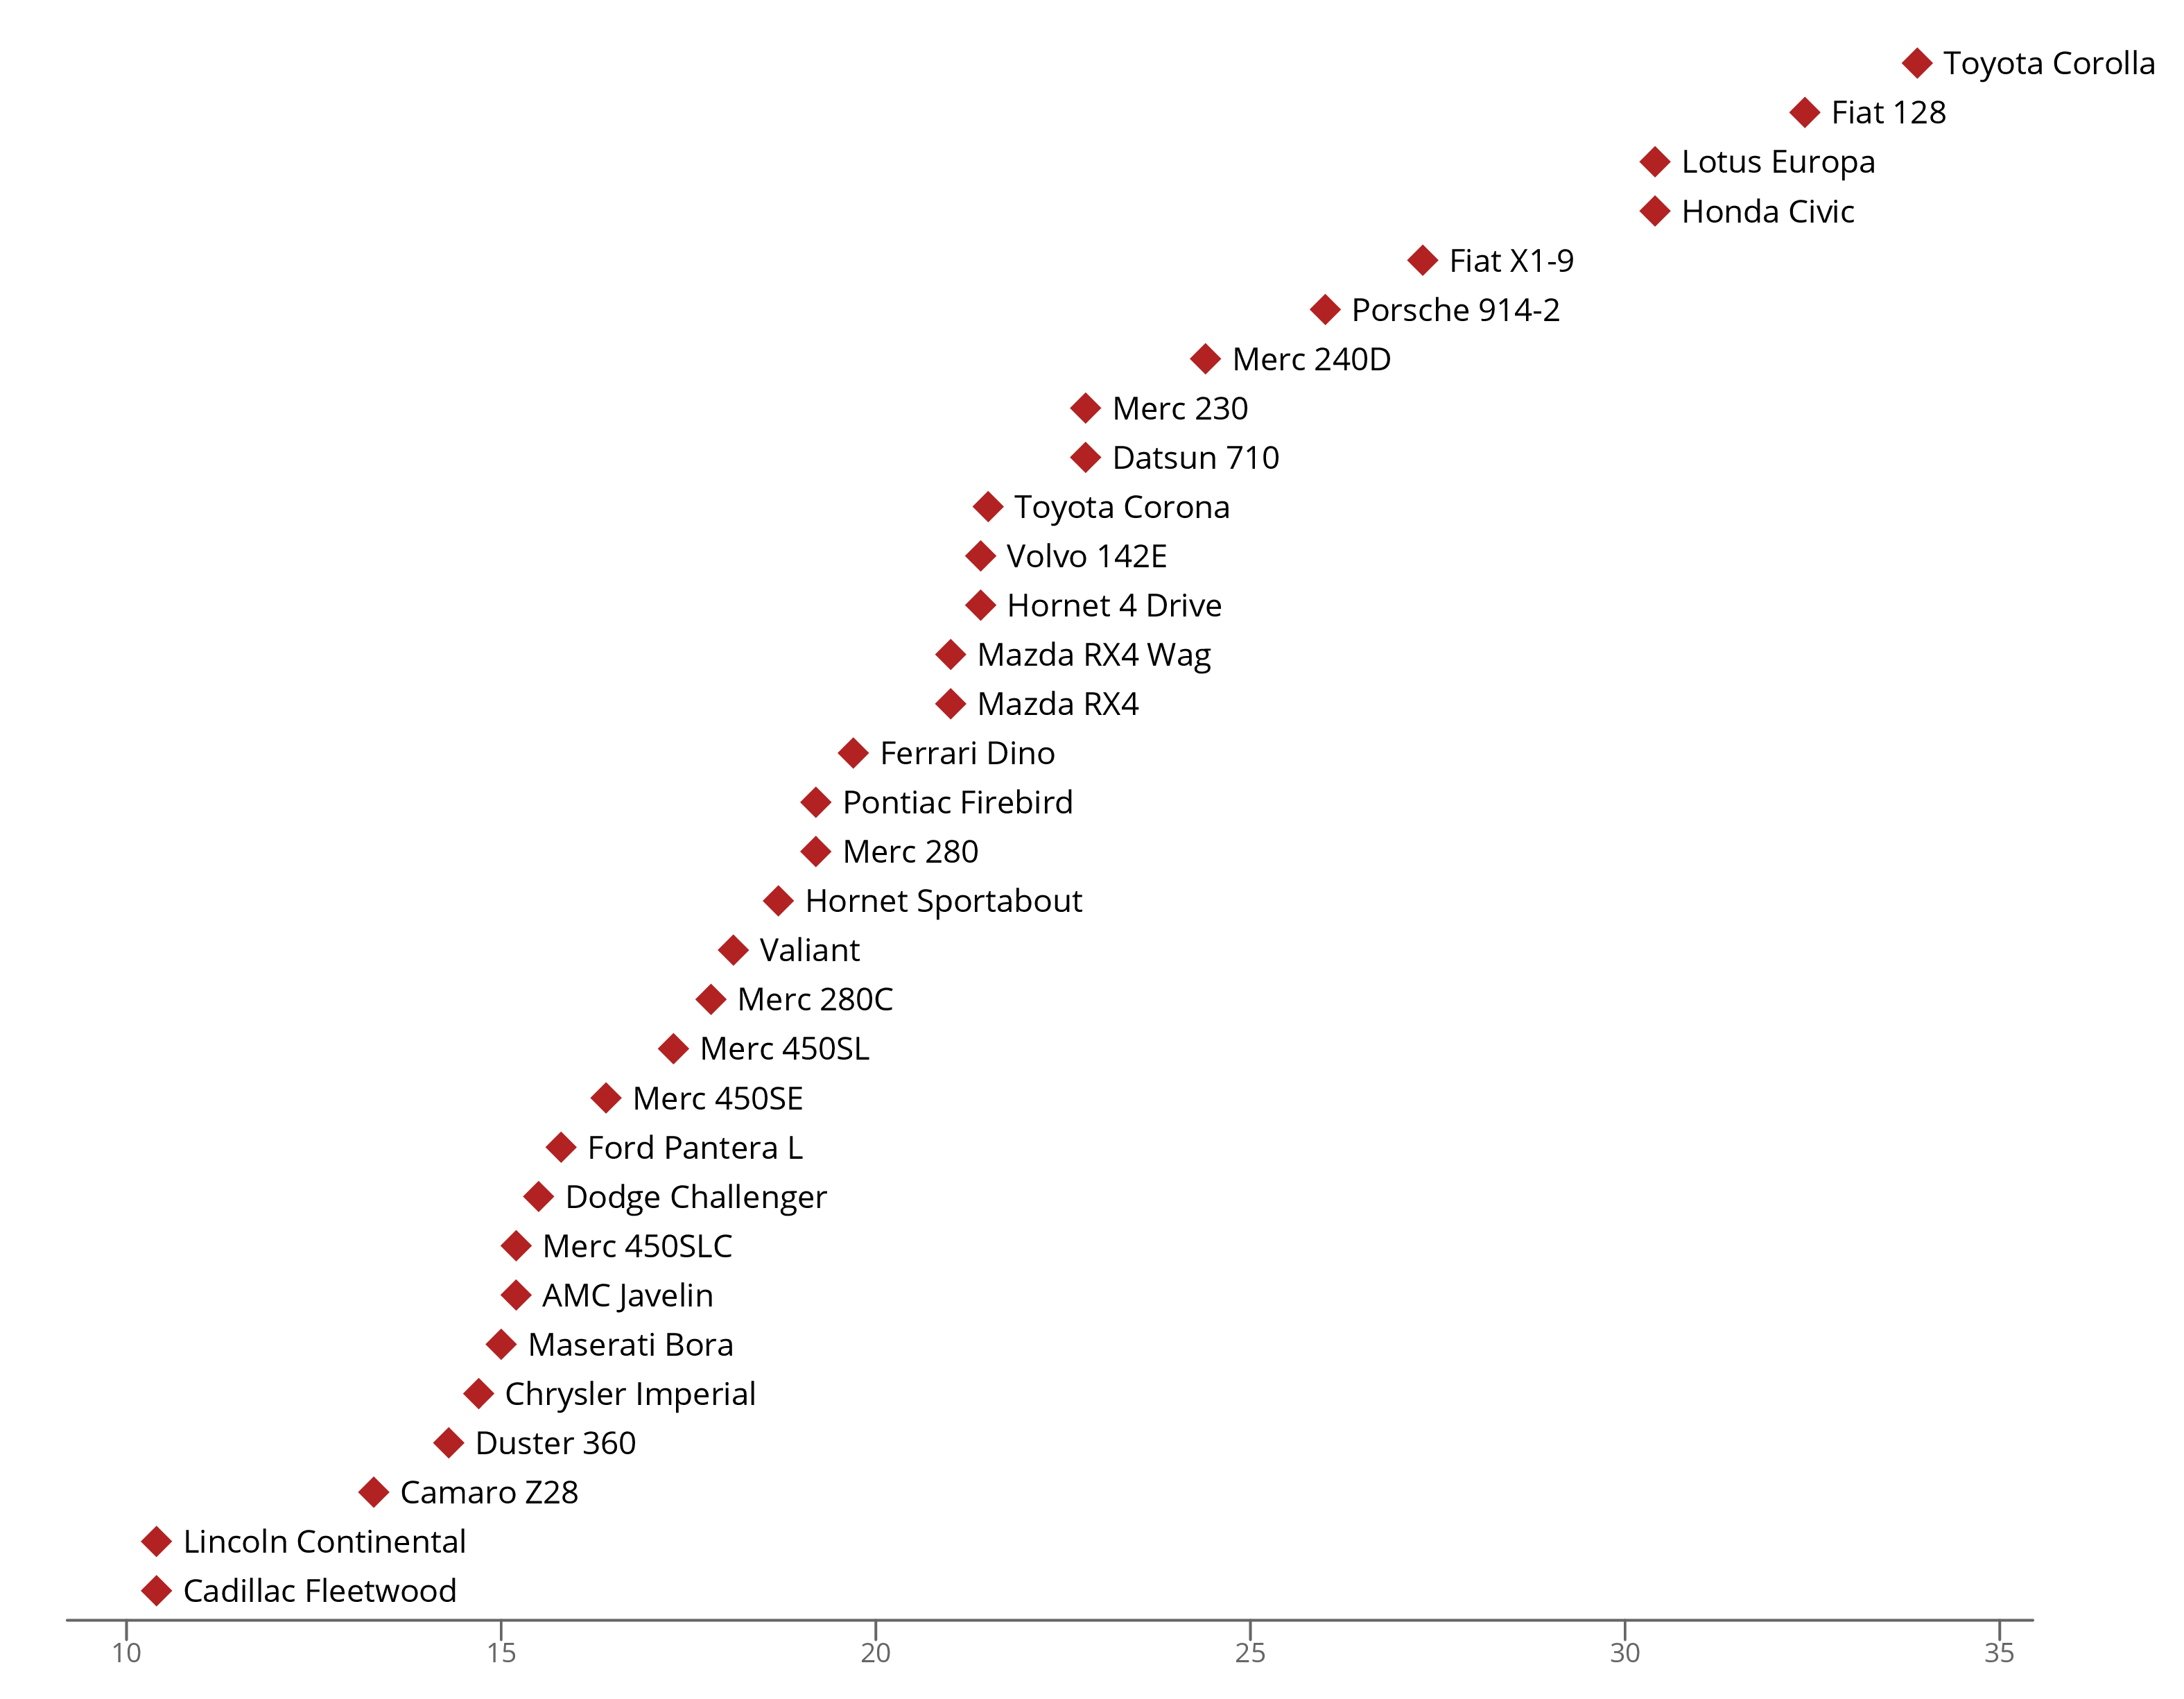 Toyota Corolla
Fiat 128
Lotus Europa
Honda Civic
Fiat X1-9
Porsche 914-2
Merc 240D
Merc 230
Datsun 710
Toyota Corona
Volvo 142E
Hornet 4 Drive
Mazda RX4 Wag
Mazda RX4
Ferrari Dino
Pontiac Firebird
Merc 280
Hornet Sportabout
Valiant
Merc 280C
Merc 450SL
Merc 450SE
Ford Pantera L
Dodge Challenger
Merc 450SLC
AMC Javelin
Maserati Bora
Chrysler Imperial
Duster 360
Camaro Z28
Lincoln Continental
Cadillac Fleetwood
10 15 20 25 30 35